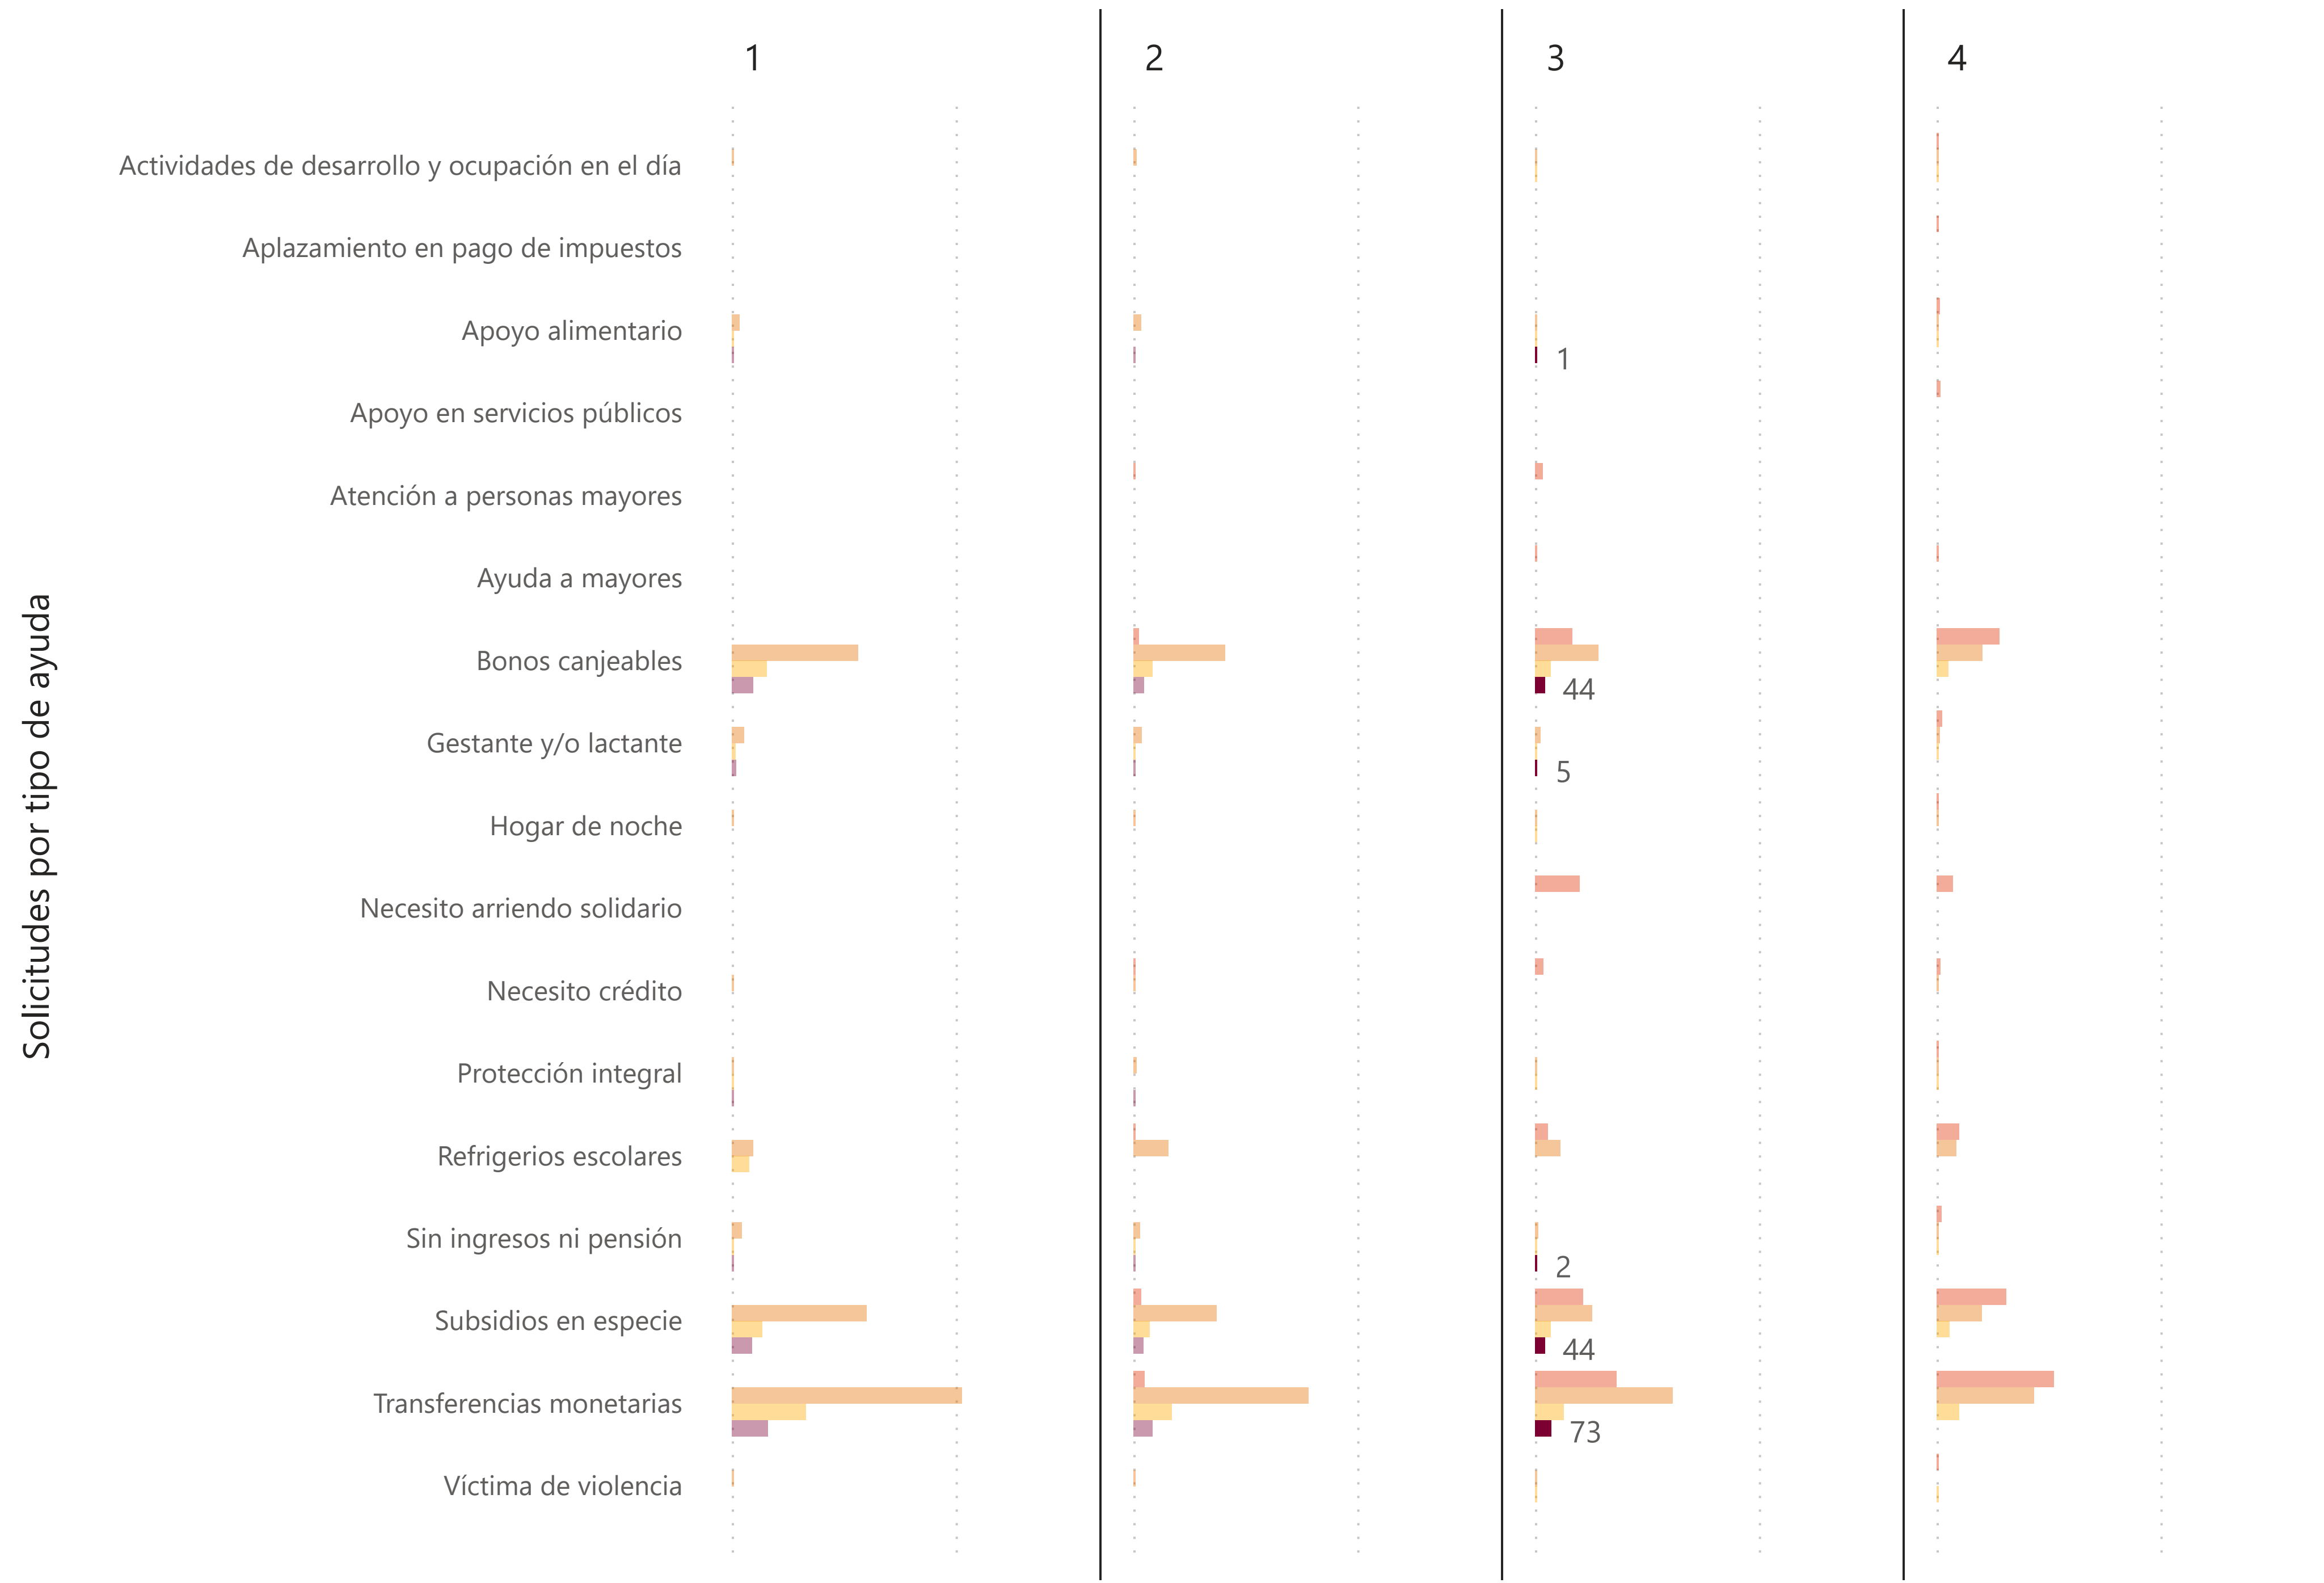 1
2
3
4
Solicitudes por tipo de ayuda
Actividades de desarrollo y ocupación en el día
Aplazamiento en pago de impuestos
Apoyo alimentario
1
Apoyo en servicios públicos
Atención a personas mayores
Ayuda a mayores
Bonos canjeables
44
Gestante y/o lactante
5
Hogar de noche
Necesito arriendo solidario
Necesito crédito
Protección integral
Refrigerios escolares
Sin ingresos ni pensión
2
Subsidios en especie
44
Transferencias monetarias
73
Víctima de violencia